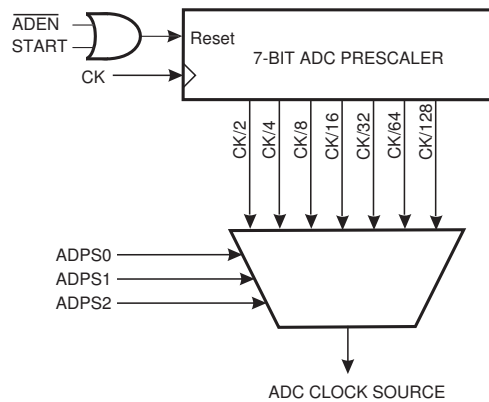 ADEN
START
Reset
CK
7-BIT ADC PRESCALER
CK/2
CK/4
CK/8
CK/16
CK/32
CK/64
CK/128
ADPS0
ADPS1
ADPS2
ADC CLOCK SOURCE